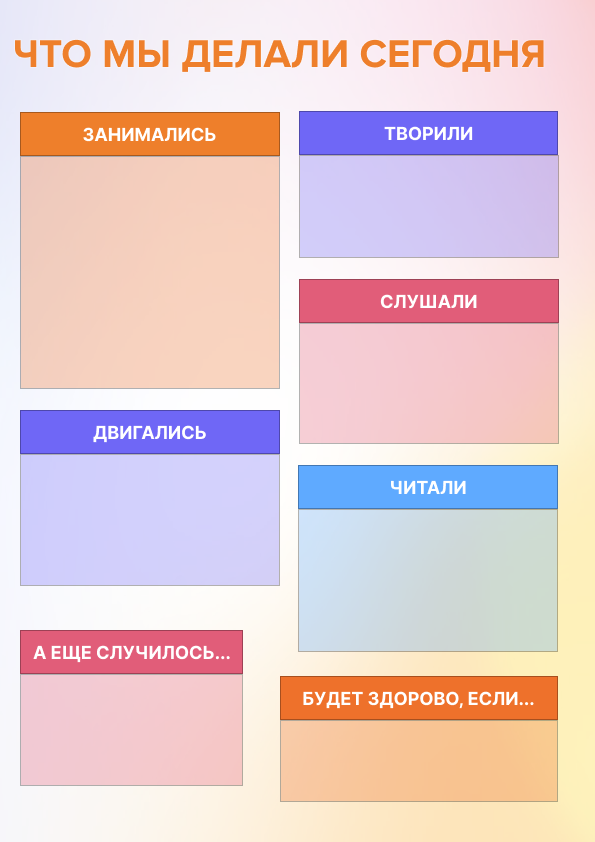 ЧТО МЫ ДЕЛАЛИ СЕГОДНЯ
ЗАНИМАЛИСЬ
ТВОРИЛИ
СЛУШАЛИ
ДВИГАЛИСЬ
ЧИТАЛИ
А ЕЩЕ СЛУЧИЛОСЬ...
БУДЕТ ЗДОРОВО, ЕСЛИ...